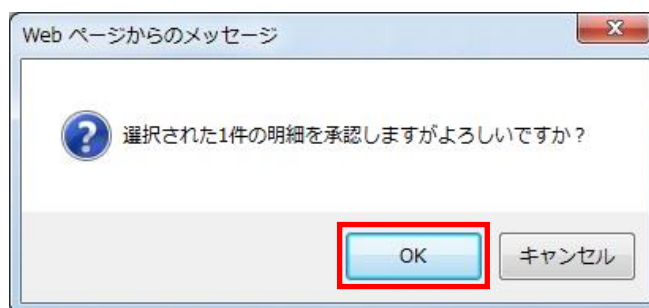 Web ページからのメッセージ
選択された1件の明細を承認しますがよろしいですか？
OK
キャンセル